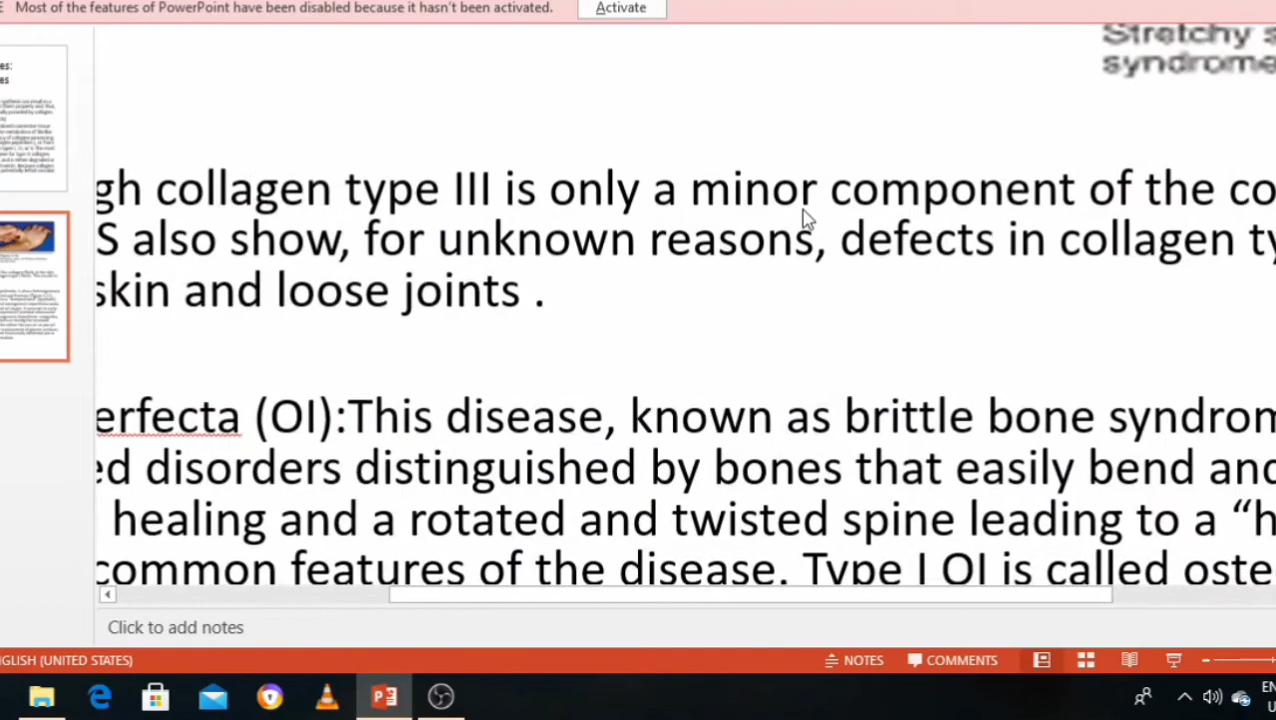 Most of the features of PowerPoint have been disabled because it hasn't been activated.
Activate
Stretchy s
syndrome
gh collagen type III is only a minor component of the co
S also show, for unknown reasons, defects in collagen ty
skin and loose joints .
erfecta (OI):This disease, known as brittle bone syndrom
ed disorders distinguished by bones that easily bend and
healing and a rotated and twisted spine leading to a “h
common features of the disease. Type I OI is called oste
Click to add notes
GLISH (UNITED STATES)
NOTES
COMMENTS